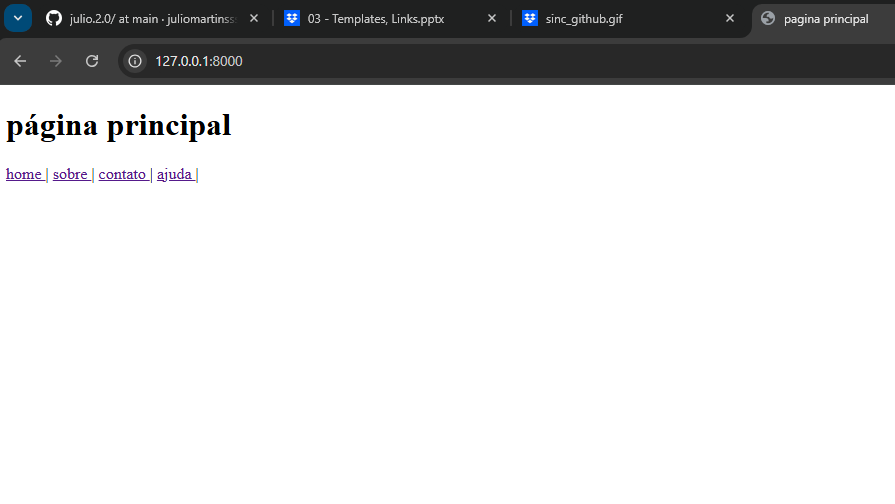 julio.2.0/ at main · juliomartinss
03 - Templates, Links.pptx
sinc_github.gif
pagina principal
127.0.0.1:8000
página principal
home | sobre | contato | ajuda |